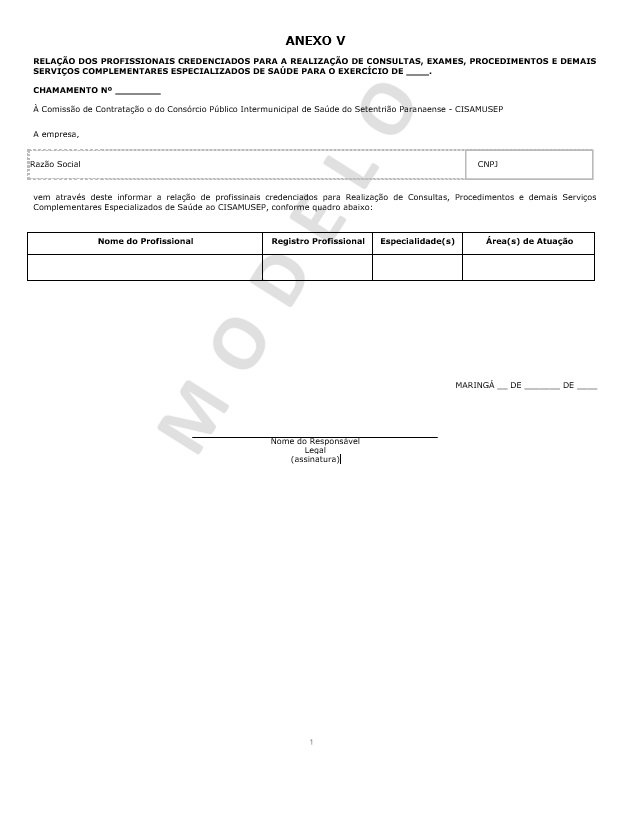 ANEXO V
RELAÇÃO DOS PROFISSIONAIS CREDENCIADOS PARA A REALIZAÇÃO DE CONSULTAS, EXAMES, PROCEDIMENTOS E DEMAIS
SERVIÇOS COMPLEMENTARES ESPECIALIZADOS DE SAÚDE PARA O EXERCÍCIO DE ____.
CHAMAMENTO Nº ________
À Comissão de Contratação o do Consórcio Público Intermunicipal de Saúde do Setentrião Paranaense - CISAMUSEP
A empresa,
Razão Social CNPJ
vem através deste informar a relação de profissinais credenciados para Realização de Consultas, Procedimentos e demais Serviços
Complementares Especializados de Saúde ao CISAMUSEP, conforme quadro abaixo:
Nome do Profissional Registro Profissional Especialidade(s) Área(s) de Atuação
MODELO
MARINGÁ __ DE _______ DE ____
Nome do Responsável
Legal
(assinatura)
1